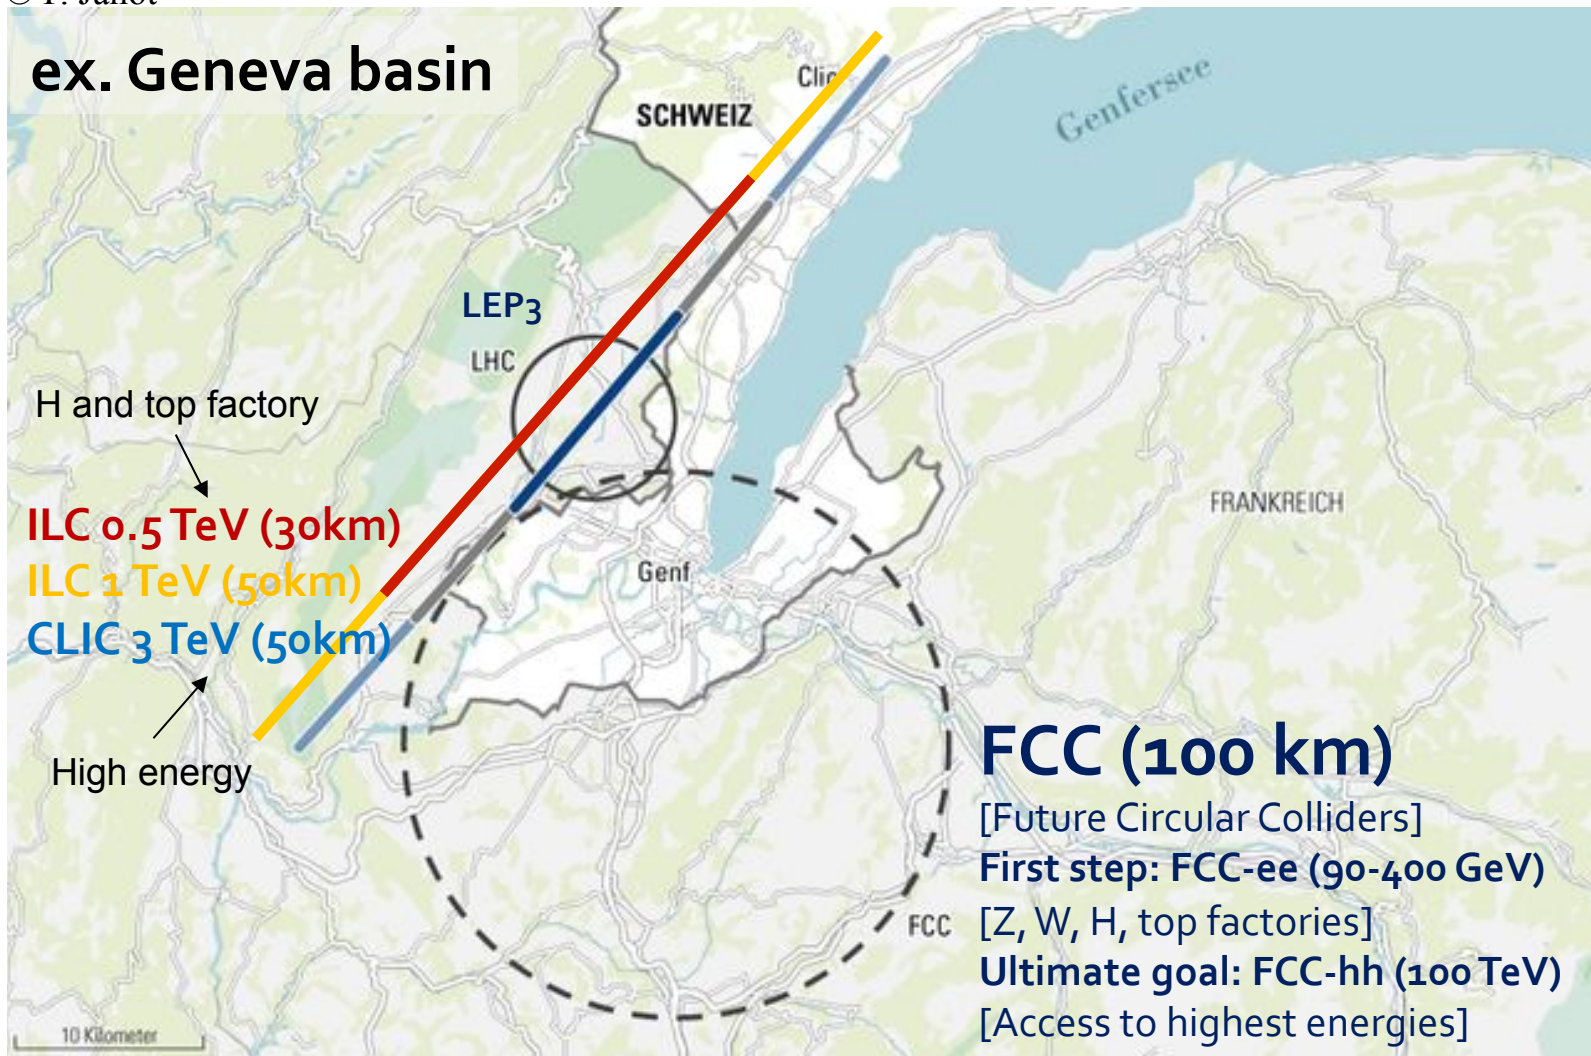 © P. Janot
ex. Geneva basin
Clic
SCHWEIZ
Genfersee
LEP3
LHC
H and top factory
ILC 0.5 TeV (30km)
ILC 1 TeV (50km)
CLIC 3 TeV (50km)
High energy
Genf
FRANKREICH
FCC (100 km)
[Future Circular Colliders]
First step: FCC-ee (90-400 GeV)
[Z, W, H, top factories]
Ultimate goal: FCC-hh (100 TeV)
[Access to highest energies]
FCC
10 Kilometer